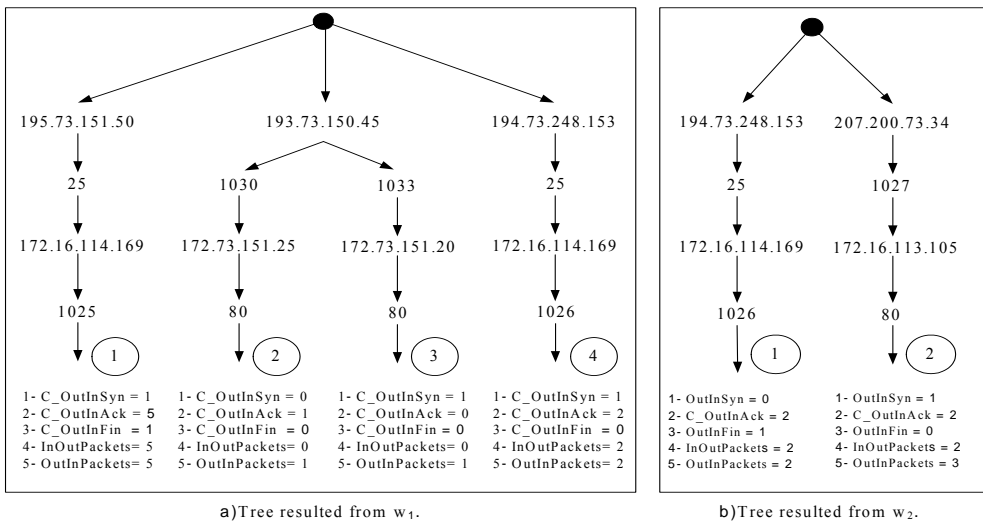 195.73.151.50
193.73.150.45
194.73.248.153
25
1030
1033
25
172.16.114.169
172.73.151.25
172.73.151.20
172.16.114.169
1025
80
80
1026
1
2
3
4
1- C_OutInSyn = 1
2- C_OutInAck = 5
3- C_OutInFin = 1
4- InOutPackets= 5
5- OutInPackets= 5
1- C_OutInSyn = 0
2- C_OutInAck = 1
3- C_OutInFin = 0
4- InOutPackets= 0
5- OutInPackets= 1
1- C_OutInSyn = 1
2- C_OutInAck = 0
3- C_OutInFin = 0
4- InOutPackets= 0
5- OutInPackets= 1
1- C_OutInSyn = 1
2- C_OutInAck = 2
3- C_OutInFin = 0
4- InOutPackets= 2
5- OutInPackets= 2
a)Tree resulted from w1.
194.73.248.153
207.200.73.34
25
1027
172.16.114.169
172.16.113.105
1026
80
1
2
1- OutInSyn = 0
2- C_OutInAck = 2
3- OutInFin = 1
4- InOutPackets = 2
5- OutInPackets = 2
1- OutInSyn = 1
2- C_OutInAck = 2
3- OutInFin = 0
4- InOutPackets = 2
5- OutInPackets = 3
b)Tree resulted from w2.